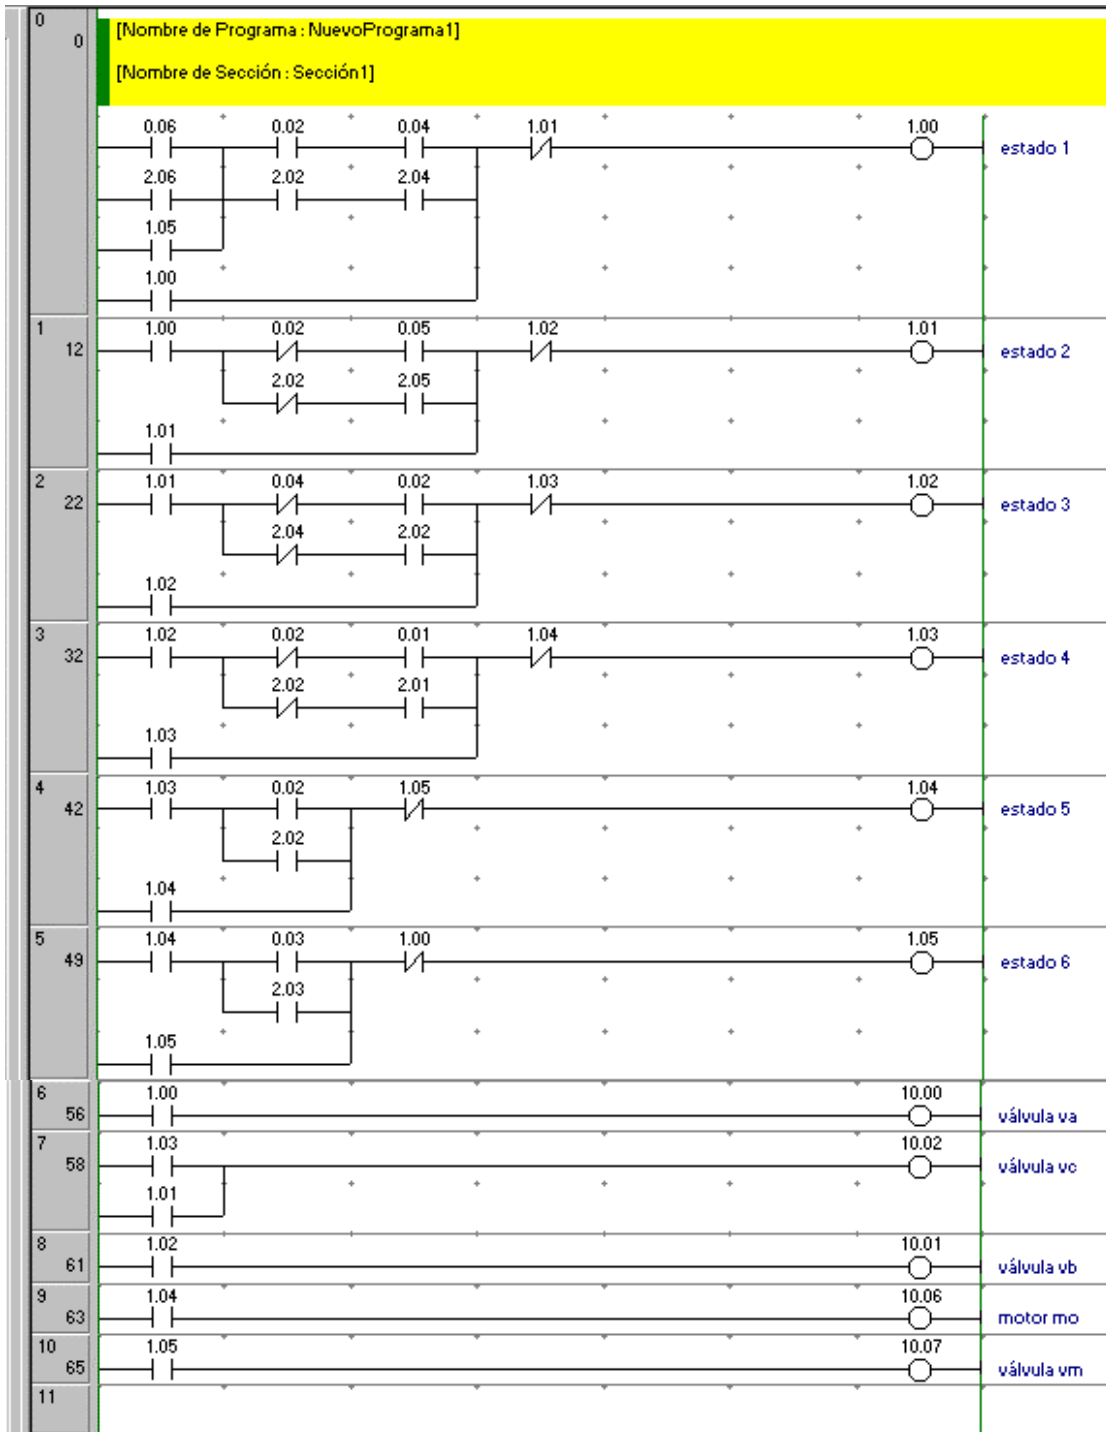 0
0
[Nombre de Programa : NuevoPrograma1]
[Nombre de Sección : Sección1]
0.06 0.02 0.04 1.01 1.00
estado 1
2.06 2.02 2.04
1.05
1.00
1
12
1.00 0.02 0.05 1.02 1.01
estado 2
2.02 2.05
1.01
2
22
1.01 0.04 0.02 1.03 1.02
estado 3
2.04 2.02
1.02
3
32
1.02 0.02 0.01 1.04 1.03
estado 4
2.02 2.01
1.03
4
42
1.03 0.02 1.05 1.04
estado 5
2.02
1.04
5
49
1.04 0.03 1.00 1.05
estado 6
2.03
1.05
6
56
1.00 10.00
válvula va
7
58
1.03 10.02
válvula vc
1.01
8
61
1.02 10.01
válvula vb
9
63
1.04 10.06
motor mo
10
65
1.05 10.07
válvula vm
11